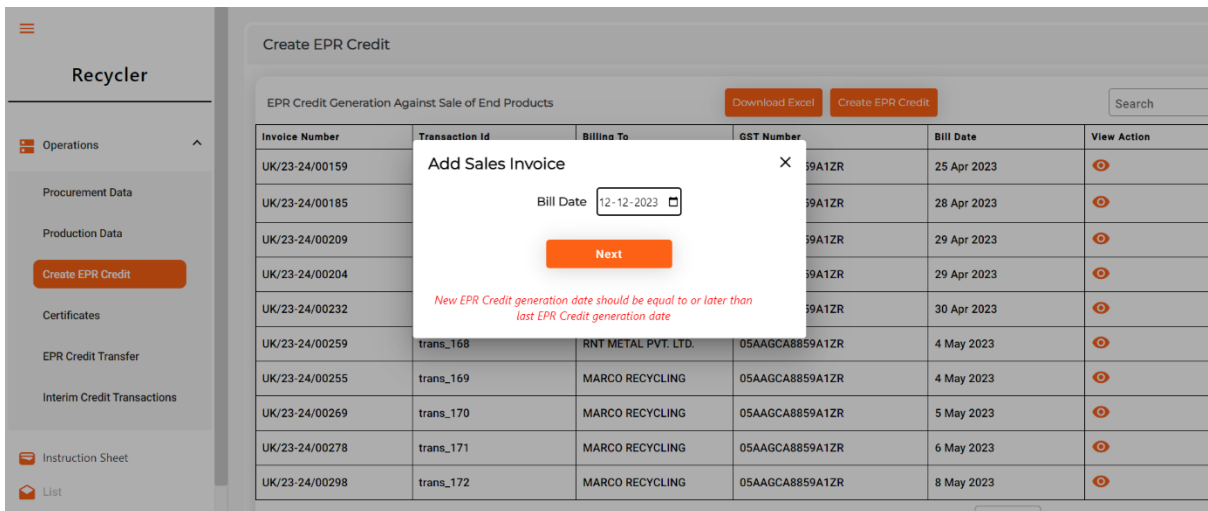 Recycler
Operations
Procurement Data
Production Data
Create EPR Credit
Certificates
EPR Credit Transfer
Interim Credit Transactions
Instruction Sheet
List
Create EPR Credit
EPR Credit Generation Against Sale of End Products Download Excel Create EPR Credit Search
Invoice Number Transaction Id Billing To GST Number Bill Date View Action
UK/23-24/00159 59A1ZR 25 Apr 2023
UK/23-24/00185 59A1ZR 28 Apr 2023
UK/23-24/00209 59A1ZR 29 Apr 2023
UK/23-24/00204 59A1ZR 29 Apr 2023
UK/23-24/00232 59A1ZR 30 Apr 2023
UK/23-24/00259 trans_168 RNT METAL PVT. LTD. 05AAGCA8859A1ZR 4 May 2023
UK/23-24/00255 trans_169 MARCO RECYCLING 05AAGCA8859A1ZR 4 May 2023
UK/23-24/00269 trans_170 MARCO RECYCLING 05AAGCA8859A1ZR 5 May 2023
UK/23-24/00278 trans_171 MARCO RECYCLING 05AAGCA8859A1ZR 6 May 2023
UK/23-24/00298 trans_172 MARCO RECYCLING 05AAGCA8859A1ZR 8 May 2023
Add Sales Invoice
Bill Date 12-12-2023
Next
New EPR Credit generation date should be equal to or later than
last EPR Credit generation date